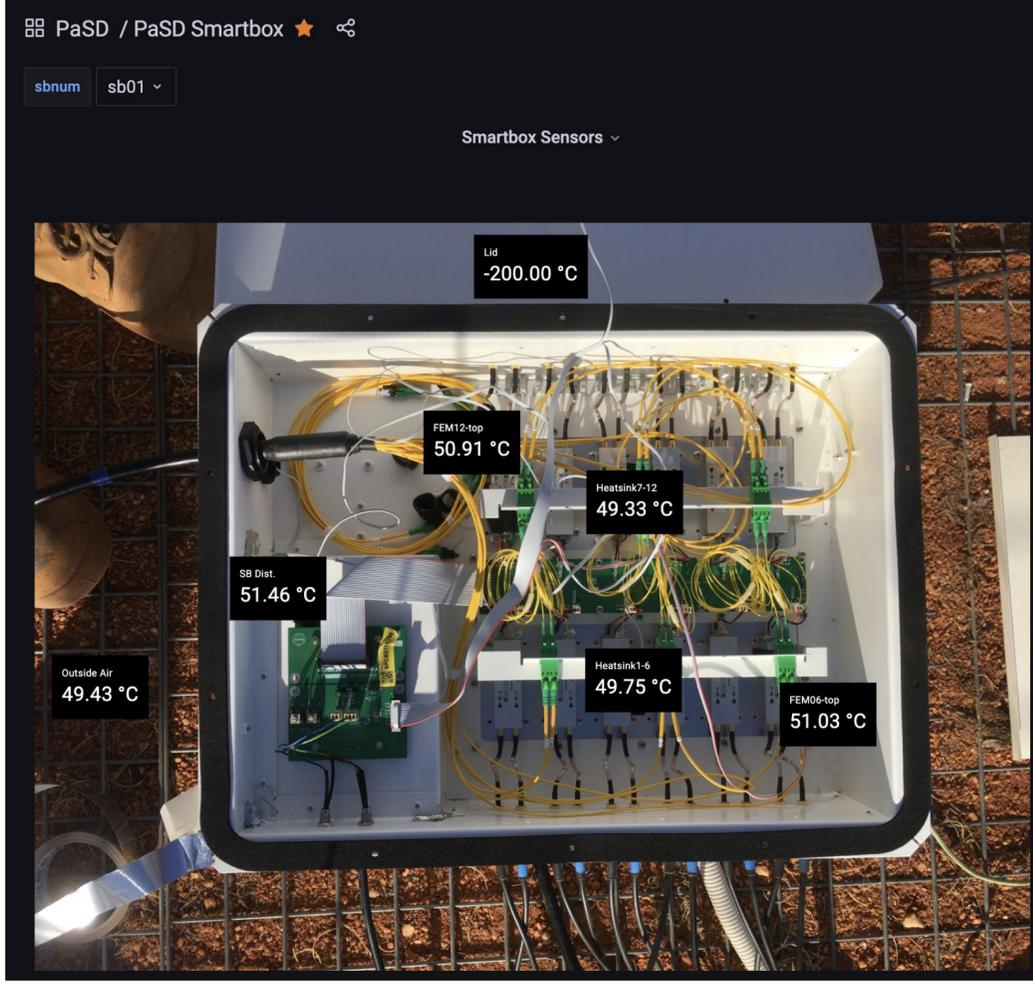 PaSD / PaSD Smartbox
sbnum sb01
Smartbox Sensors
Lid
-200.00 °C
FEM12-top
50.91 °C
Heatsink7-12
49.33 °C
SB Dist.
51.46 °C
Outside Air
49.43 °C
Heatsink1-6
49.75 °C
FEM06-top
51.03 °C